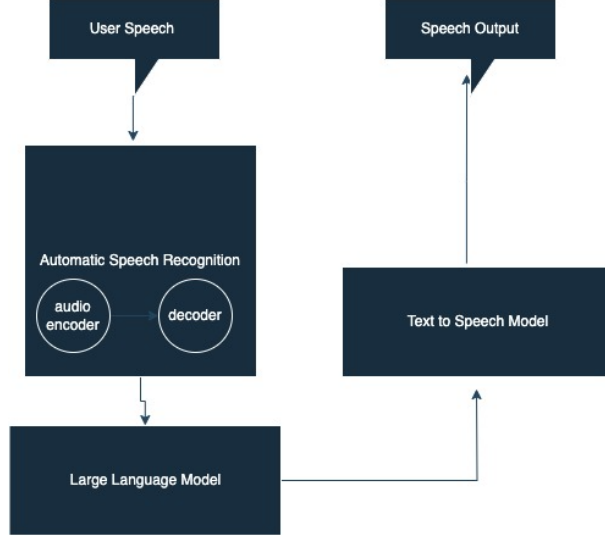 User Speech
Speech Output
Automatic Speech Recognition
audio
encoder
decoder
Text to Speech Model
Large Language Model